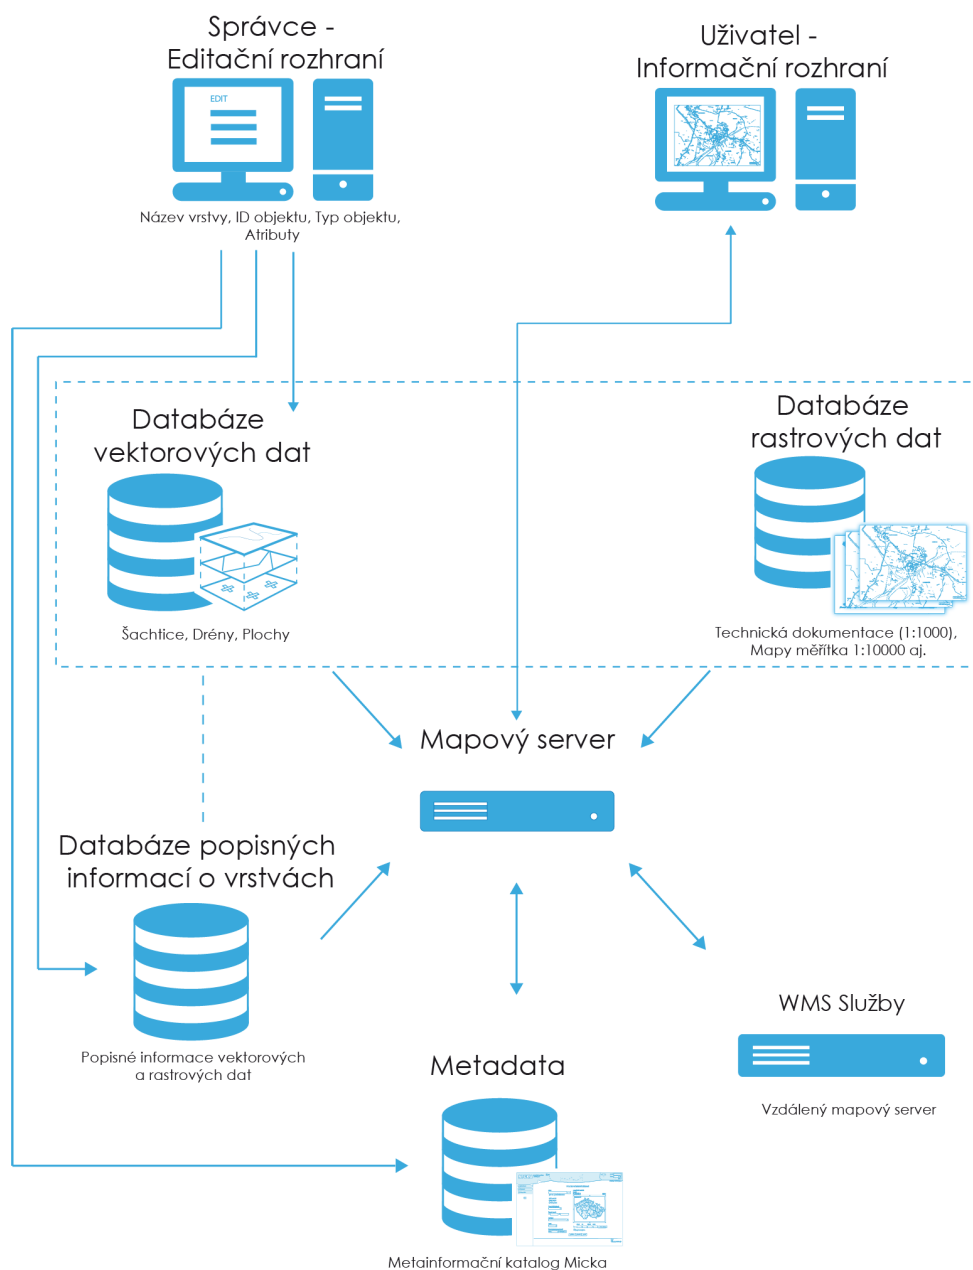 Správce -
Editační rozhraní
EDIT
Název vrstvy, ID objektu, Typ objektu,
Atributy
Uživatel -
Informační rozhraní
Databáze
vektorových dat
Šachtice, Drény, Plochy
Databáze
rastrových dat
Technická dokumentace (1:1000),
Mapy měřítka 1:10000 aj.
Mapový server
Databáze popisných
informací o vrstvách
Popisné informace vektorových
a rastrových dat
WMS Služby
Vzdálený mapový server
Metadata
Metainformační katalog Micka